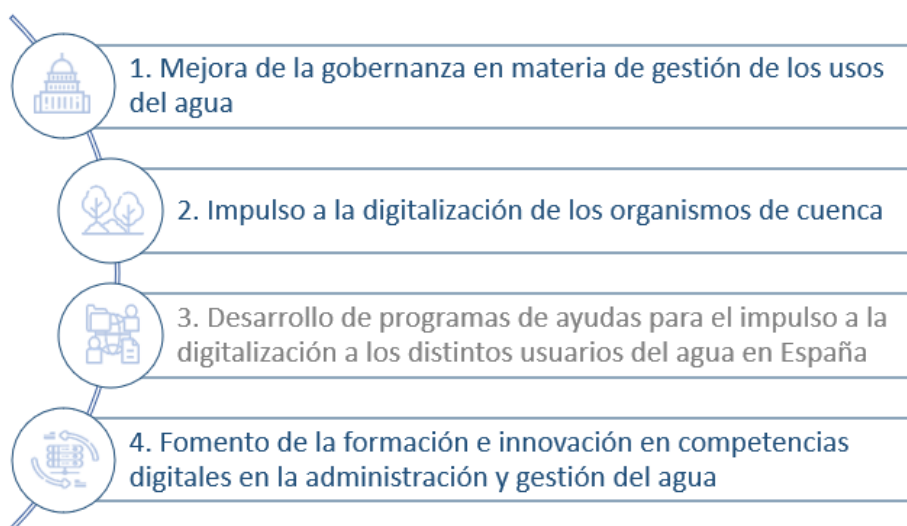 1. Mejora de la gobernanza en materia de gestión de los usos
del agua
2. Impulso a la digitalización de los organismos de cuenca
3. Desarrollo de programas de ayudas para el impulso a la
digitalización a los distintos usuarios del agua en España
4. Fomento de la formación e innovación en competencias
digitales en la administración y gestión del agua